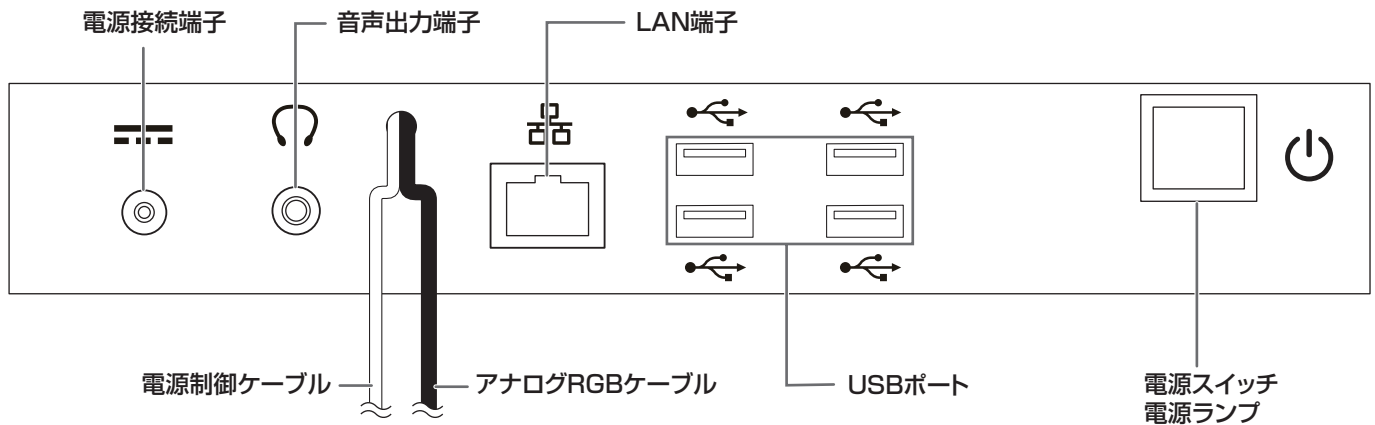 電源接続端子
音声出力端子
LAN端子
電源制御ケーブル
アナログRGBケーブル
USBポート
電源スイッチ
電源ランプ